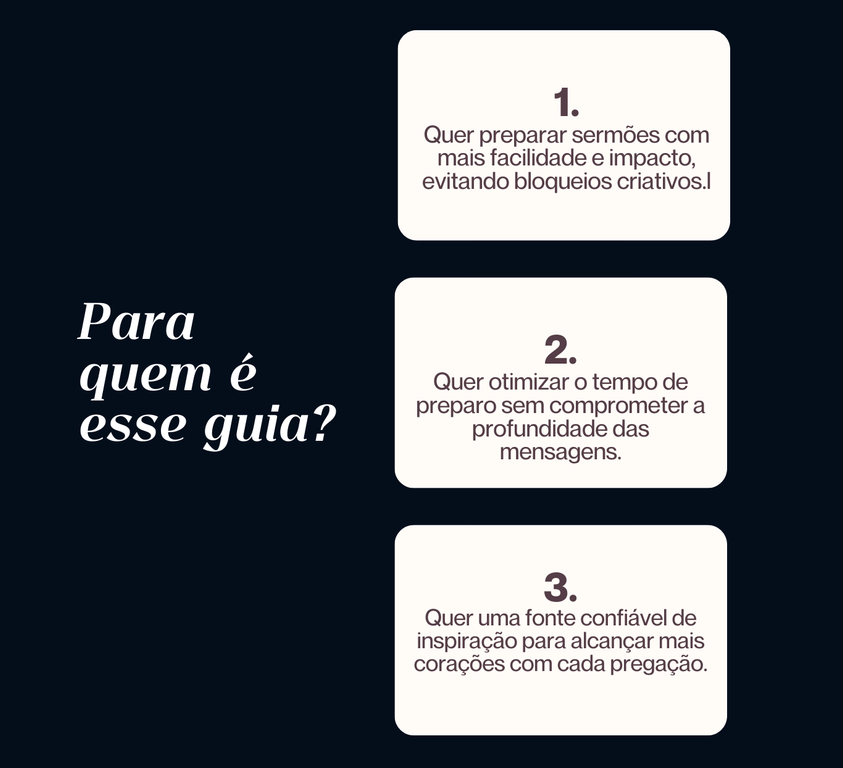 Para
quem é
esse guia?
1.
Quer preparar sermões com
mais facilidade e impacto,
evitando bloqueios criativos.l
2.
Quer otimizar o tempo de
preparo sem comprometer a
profundidade das
mensagens.
3.
Quer uma fonte confiável de
inspiração para alcançar mais
corações com cada pregação.